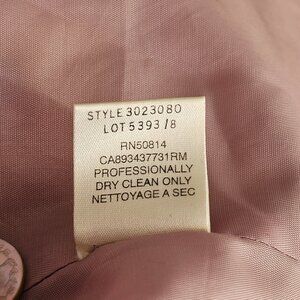 STYLE 3023080
LOT 5393/8
RN50814
CA893437731RM
PROFESSIONALLY
DRY CLEAN ONLY
NETTOYAGE A SEC